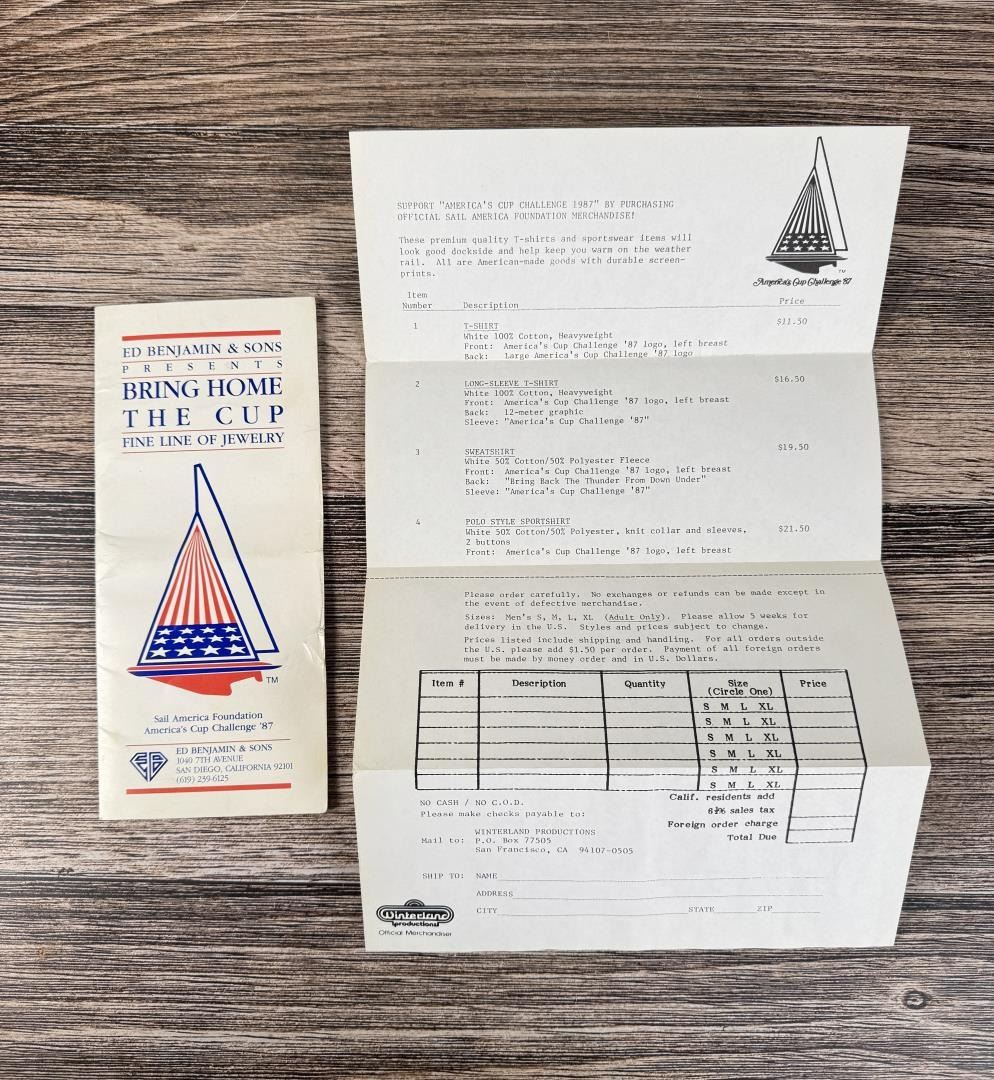 ED BENJAMIN & SONS
PRESENTS
BRING HOME
THE CUP
FINE LINE OF JEWELRY
TM
Sail America Foundation
America's Cup Challenge '87
ED BENJAMIN & SONS
1040 7TH AVENUE
SAN DIEGO, CALIFORNIA 92101
(619) 239-6125
SUPPORT "AMERICA'S CUP CHALLENGE 1987" BY PURCHASING
OFFICIAL SAIL AMERICA FOUNDATION MERCHANDISE!
These premium quality T-shirts and sportswear items will
look good dockside and help keep you warm on the weather
rail. All are American-made goods with durable screen-
prints.
TM
America's Cup Challenge '87
Item
Number Description Price
1 T-SHIRT $11.50
White 100% Cotton, Heavyweight
Front: America's Cup Challenge '87 logo, left breast
Back: Large America's Cup Challenge '87 logo
2 LONG-SLEEVE T-SHIRT $16.50
White 100% Cotton, Heavyweight
Front: America's Cup Challenge '87 logo, left breast
Back: 12-meter graphic
Sleeve: "America's Cup Challenge '87"
3 SWEATSHIRT $19.50
White 50% Cotton/50% Polyester Fleece
Front: America's Cup Challenge '87 logo, left breast
Back: "Bring Back The Thunder From Down Under"
Sleeve: "America's Cup Challenge '87"
4 POLO STYLE SPORTSHIRT $21.50
White 50% Cotton/50% Polyester, knit collar and sleeves,
2 buttons
Front: America's Cup Challenge '87 logo, left breast
Please order carefully. No exchanges or refunds can be made except in
the event of defective merchandise.
Sizes: Men's S, M, L, XL (Adult Only). Please allow 5 weeks for
delivery in the U.S. Styles and prices subject to change.
Prices listed include shipping and handling. For all orders outside
the U.S. please add $1.50 per order. Payment of all foreign orders
must be made by money order and in U.S. Dollars.
Item # Description Quantity Size (Circle One) Price
S M L XL
S M L XL
S M L XL
S M L XL
S M L XL
S M L XL
Calif. residents add
6½% sales tax
Foreign order charge
Total Due
NO CASH / NO C.O.D.
Please make checks payable to:
WINTERLAND PRODUCTIONS
Mail to: P.O. Box 77505
San Francisco, CA 94107-0505
SHIP TO: NAME
ADDRESS
CITY STATE ZIP
Winterland
productions
Official Merchandiser